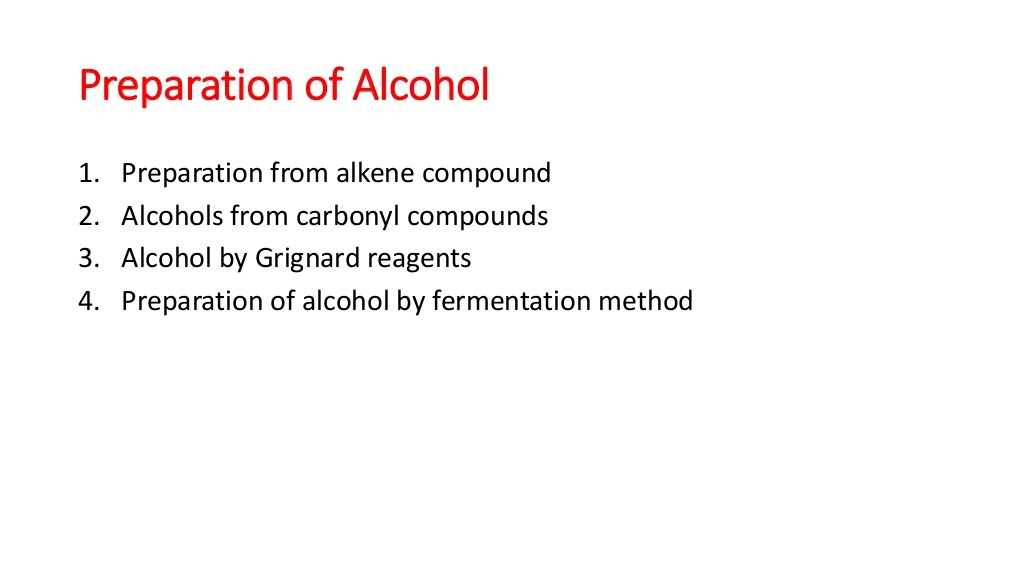 Preparation of Alcohol
1. Preparation from alkene compound
2. Alcohols from carbonyl compounds
3. Alcohol by Grignard reagents
4. Preparation of alcohol by fermentation method